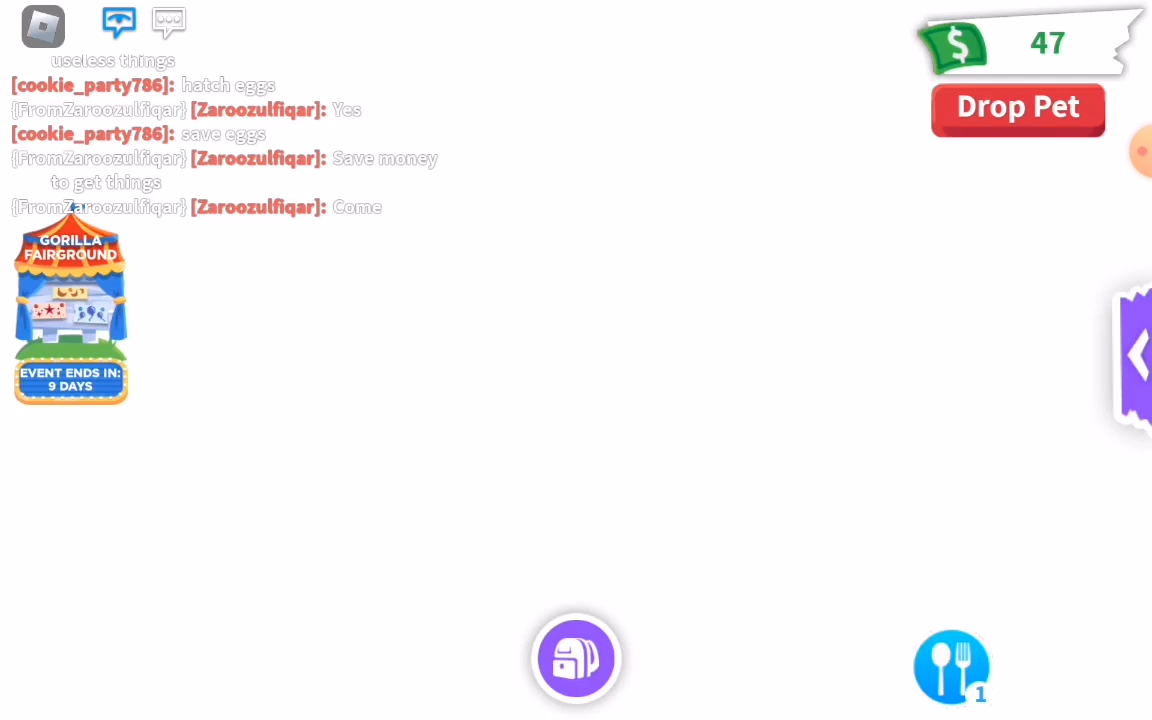 useless things
[cookie_party786]: hatch eggs
{FromZaroozulfiqar} [Zaroozulfiqar]: Yes
[cookie_party786]: save eggs
{FromZaroozulfiqar} [Zaroozulfiqar]: Save money
to get things
{FromZaroozulfiqar} [Zaroozulfiqar]: Come
47
Drop Pet
GORILLA
FAIRGROUND
EVENT ENDS IN:
9 DAYS
1